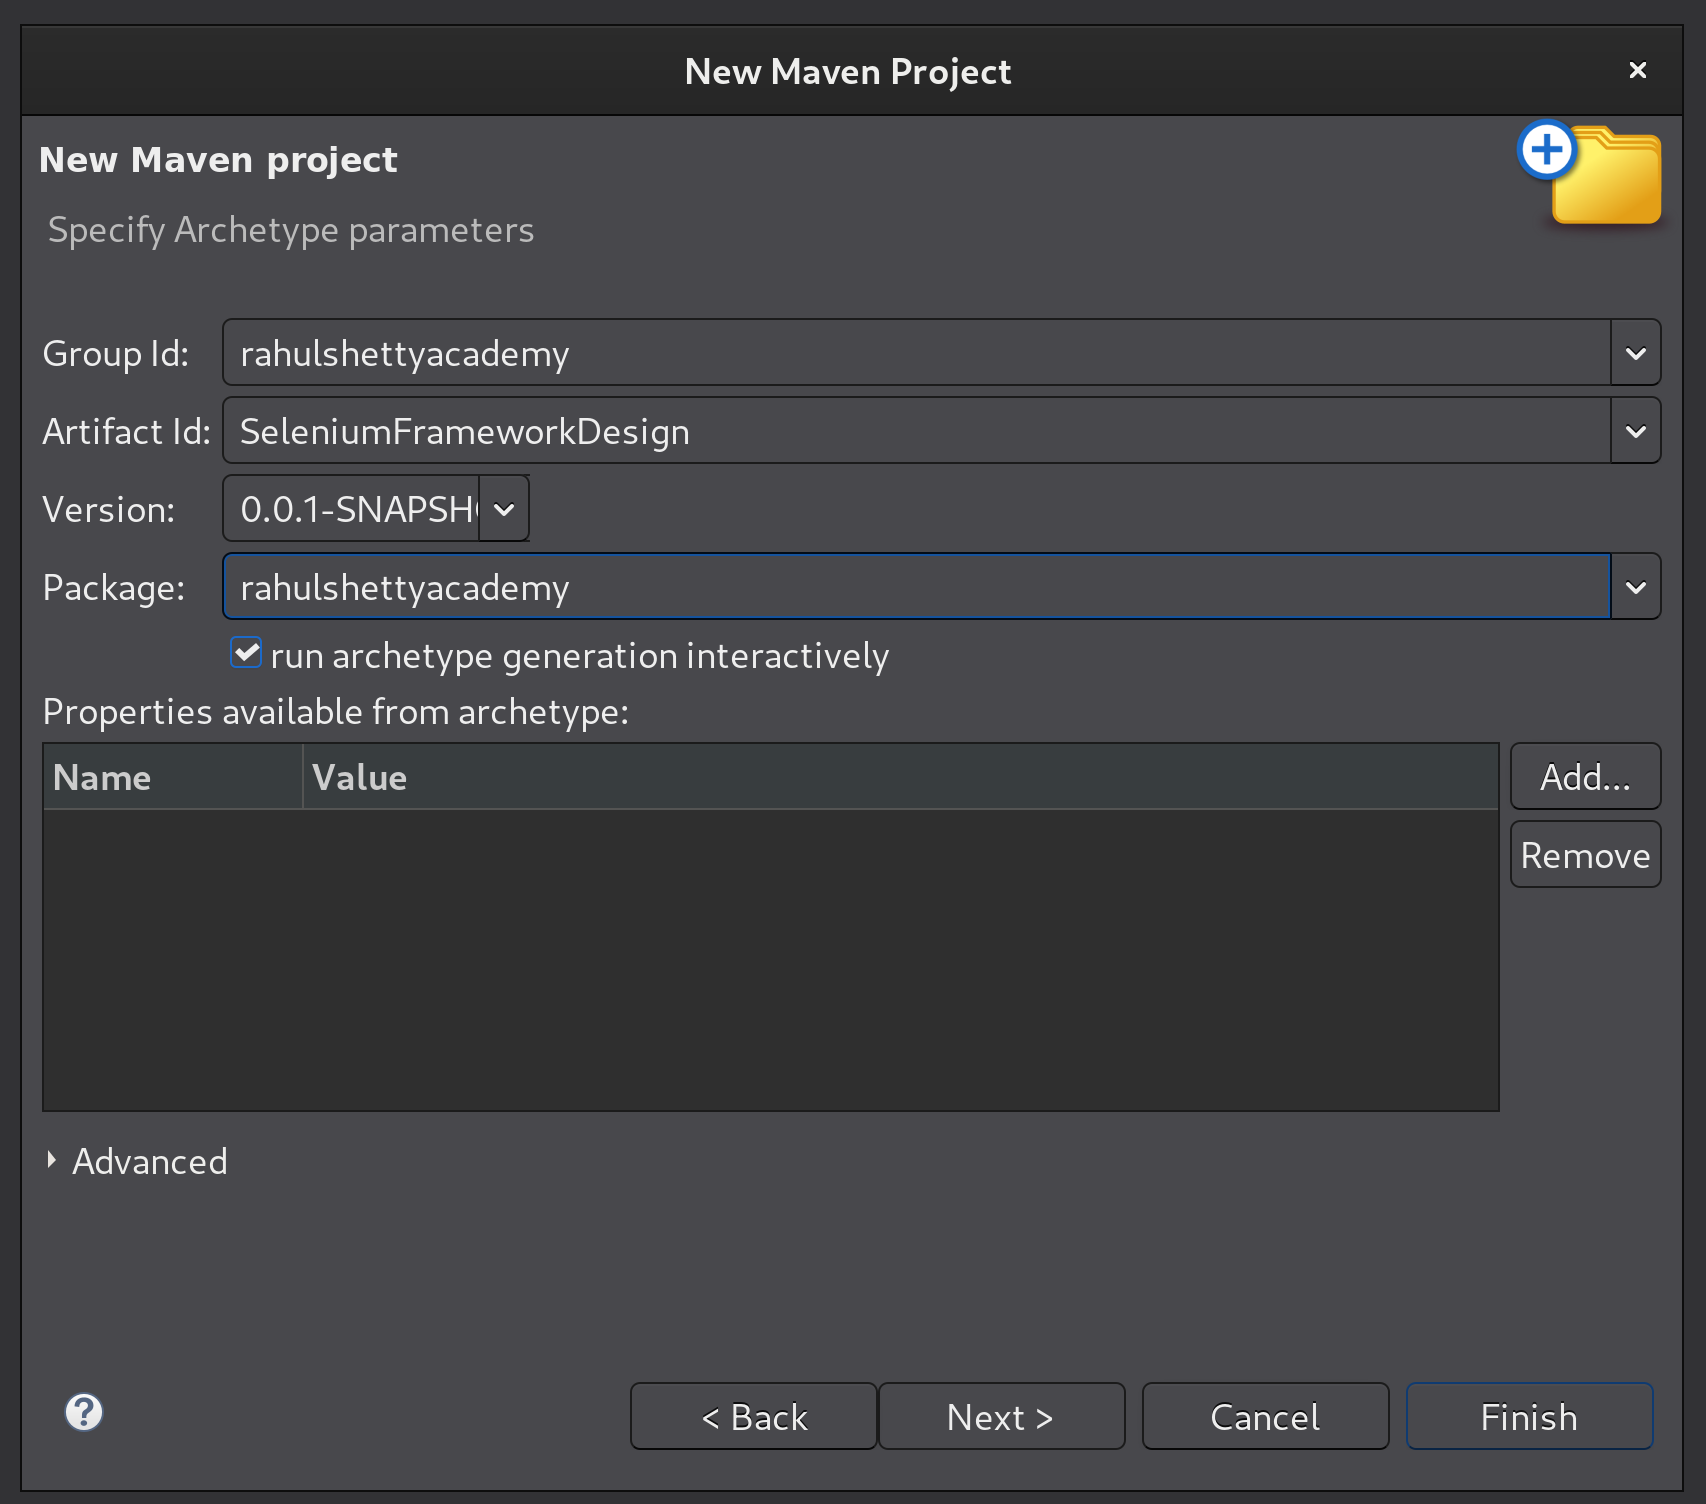 New Maven Project
New Maven project
Specify Archetype parameters
Group Id: rahulshettyacademy
Artifact Id: SeleniumFrameworkDesign
Version: 0.0.1-SNAPSH
Package: rahulshettyacademy
run archetype generation interactively
Properties available from archetype:
Name Value
Add...
Remove
Advanced
? < Back Next > Cancel Finish